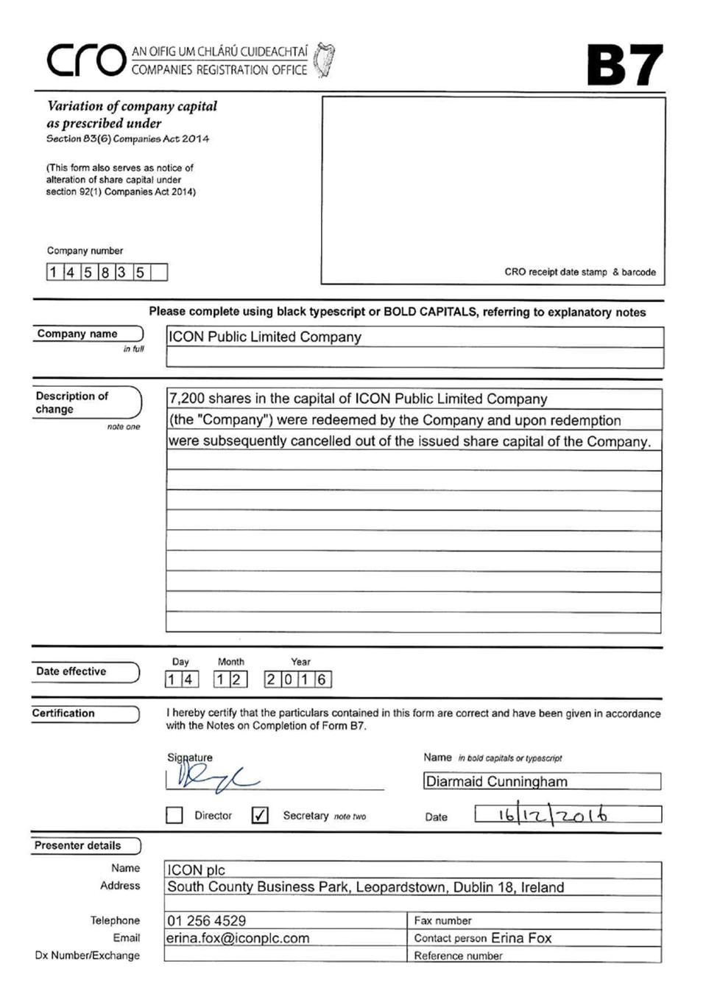 cro AN OIFIG UM CHLÁRÚ CUIDEACHTAÍ
COMPANIES REGISTRATION OFFICE
B7
Variation of company capital
as prescribed under
Section 83(6) Companies Act 2014
(This form also serves as notice of
alteration of share capital under
section 92(1) Companies Act 2014)
Company number
145835
CRO receipt date stamp & barcode
Please complete using black typescript or BOLD CAPITALS, referring to explanatory notes
Company name
in full
ICON Public Limited Company
Description of
change
note one
7,200 shares in the capital of ICON Public Limited Company
(the "Company") were redeemed by the Company and upon redemption
were subsequently cancelled out of the issued share capital of the Company.
Date effective
Day Month Year
14 12 2016
Certification
I hereby certify that the particulars contained in this form are correct and have been given in accordance
with the Notes on Completion of Form B7.
Signature
Name in bold capitals or typescript
Diarmaid Cunningham
Director ✓ Secretary note two
Date 16/12/2016
Presenter details
Name ICON plc
Address South County Business Park, Leopardstown, Dublin 18, Ireland
Telephone 01 256 4529 Fax number
Email erina.fox@iconplc.com Contact person Erina Fox
Dx Number/Exchange Reference number